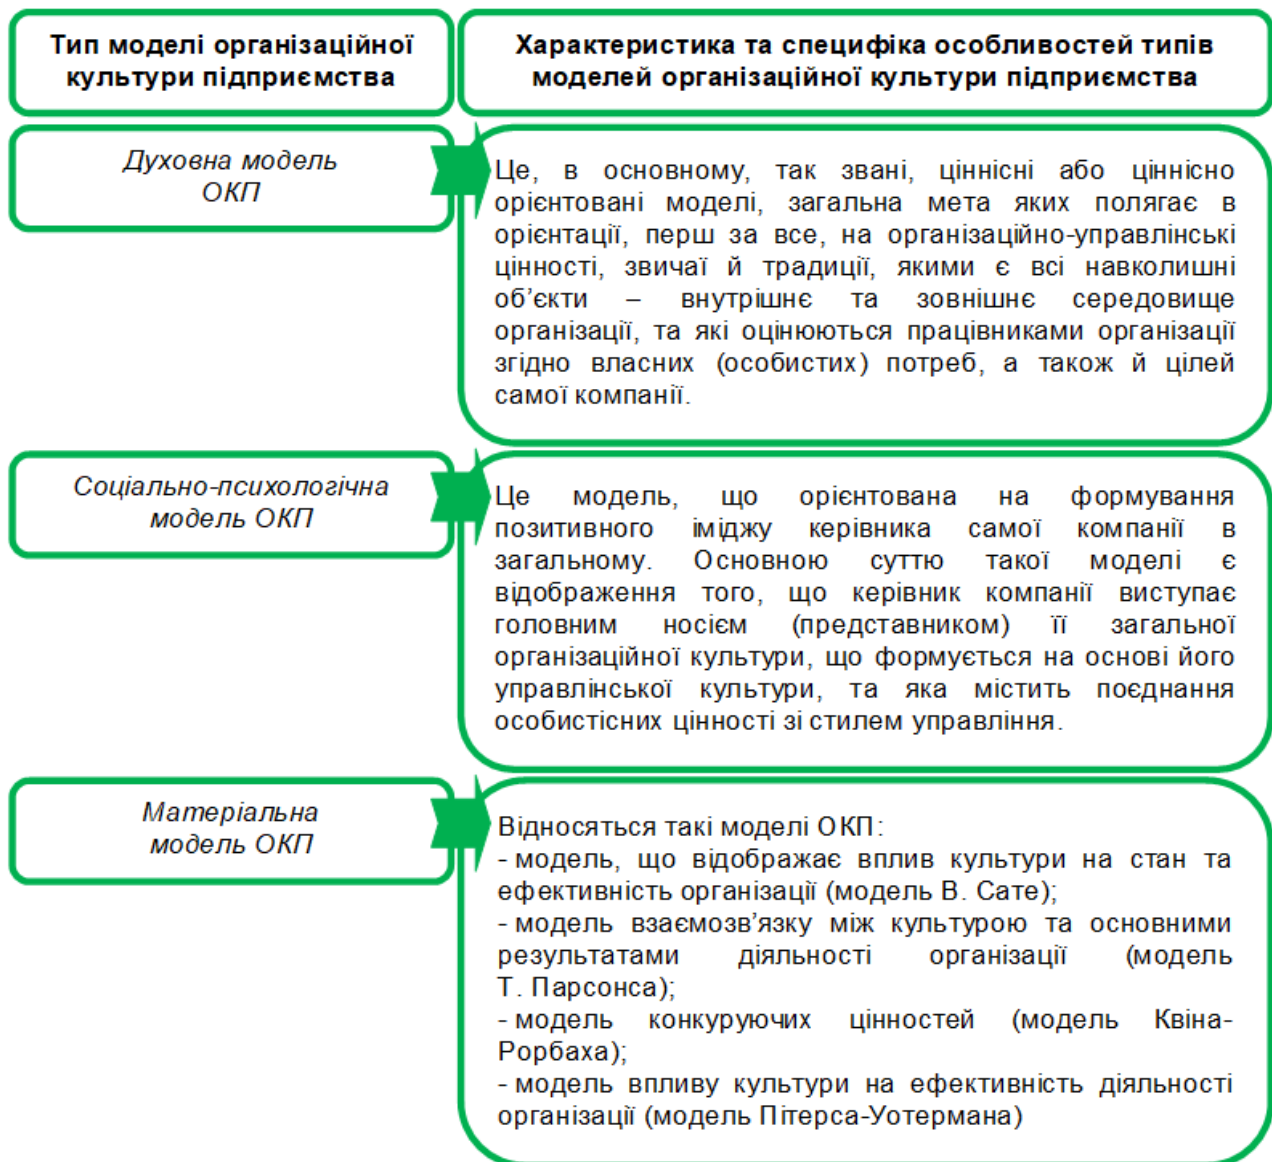 Тип моделі організаційної
культури підприємства
Характеристика та специфіка особливостей типів
моделей організаційної культури підприємства
Духовна модель
ОКП
Це, в основному, так звані, ціннісні або ціннісно
орієнтовані моделі, загальна мета яких полягає в
орієнтації, перш за все, на організаційно-управлінські
цінності, звичаї й традиції, якими є всі навколишні
об’єкти – внутрішнє та зовнішнє середовище
організації, та які оцінюються працівниками організації
згідно власних (особистих) потреб, а також й цілей
самої компанії.
Соціально-психологічна
модель ОКП
Це модель, що орієнтована на формування
позитивного іміджу керівника самої компанії в
загальному. Основною суттю такої моделі є
відображення того, що керівник компанії виступає
головним носієм (представником) її загальної
організаційної культури, що формується на основі його
управлінської культури, та яка містить поєднання
особистісних цінності зі стилем управління.
Матеріальна
модель ОКП
Відносяться такі моделі ОКП:
- модель, що відображає вплив культури на стан та
ефективність організації (модель В. Сате);
- модель взаємозв’язку між культурою та основними
результатами діяльності організації (модель
Т. Парсонса);
- модель конкуруючих цінностей (модель Квіна-
Рорбаха);
- модель впливу культури на ефективність діяльності
організації (модель Пітерса-Уотермана)